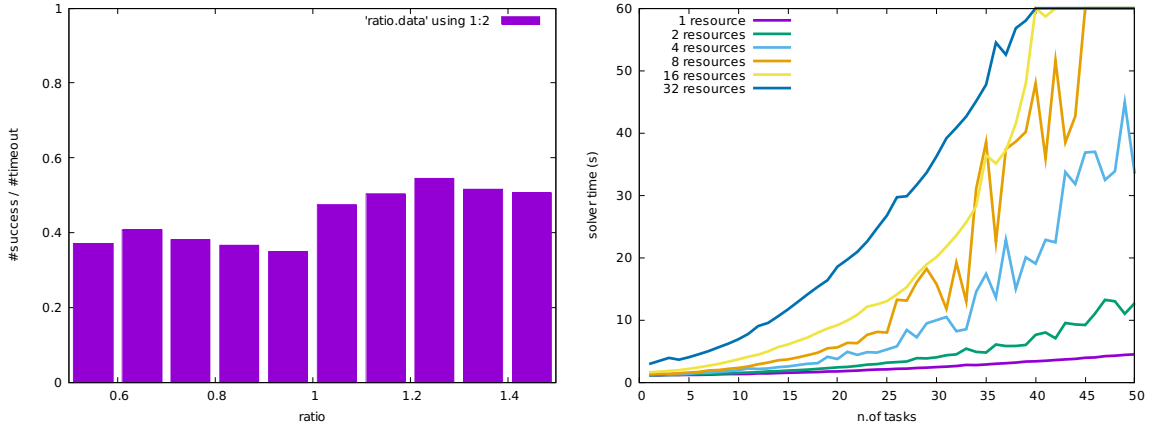 1
0.8
0.6
0.4
0.2
0
0.6
0.8
1
1.2
1.4
ratio
#success / #timeout
'ratio.data' using 1:2
60
50
40
30
20
10
0
0
5
10
15
20
25
30
35
40
45
50
n.of tasks
solver time (s)
1 resource
2 resources
4 resources
8 resources
16 resources
32 resources